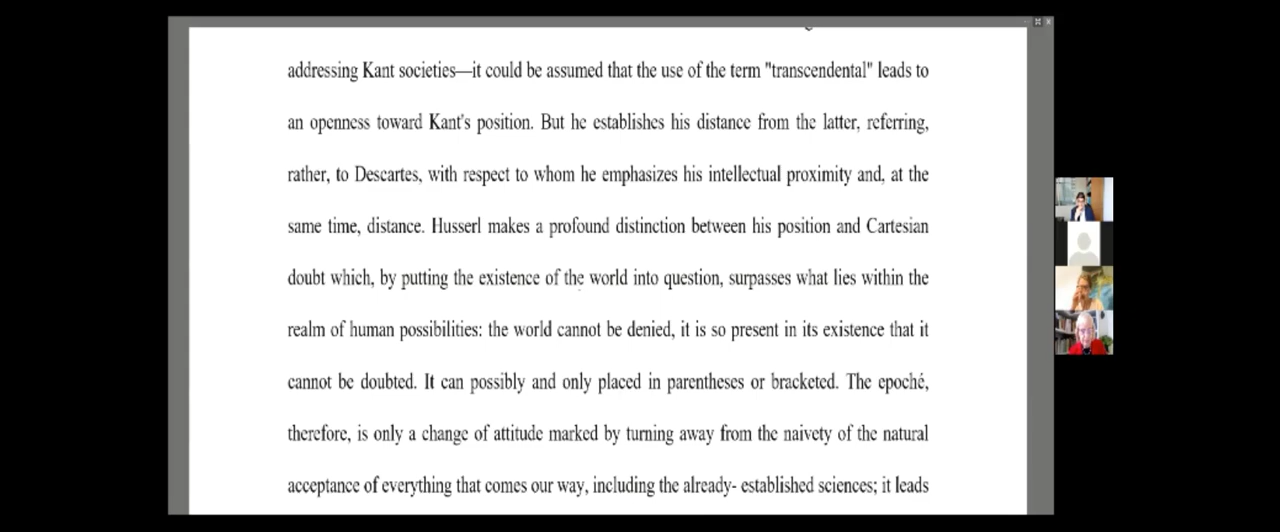 addressing Kant societies—it could be assumed that the use of the term "transcendental" leads to
an openness toward Kant's position. But he establishes his distance from the latter, referring,
rather, to Descartes, with respect to whom he emphasizes his intellectual proximity and, at the
same time, distance. Husserl makes a profound distinction between his position and Cartesian
doubt which, by putting the existence of the world into question, surpasses what lies within the
realm of human possibilities: the world cannot be denied, it is so present in its existence that it
cannot be doubted. It can possibly and only placed in parentheses or bracketed. The epoché,
therefore, is only a change of attitude marked by turning away from the naivety of the natural
acceptance of everything that comes our way, including the already- established sciences; it leads